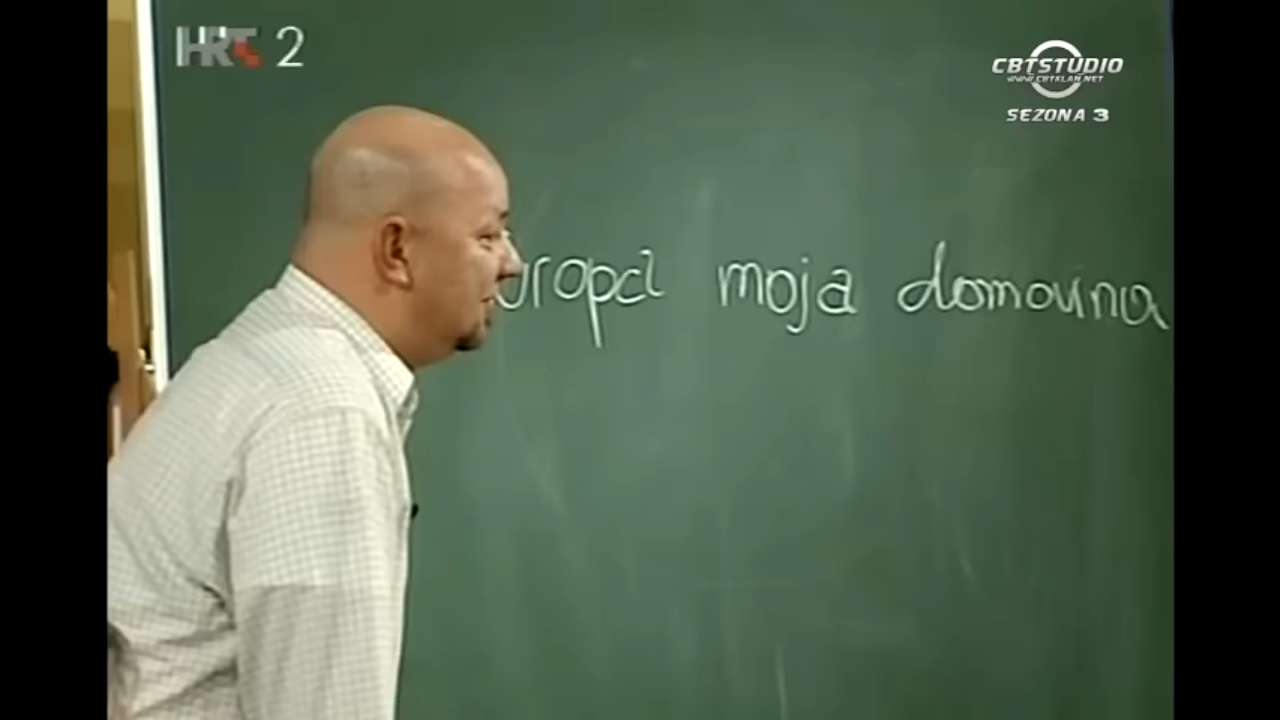 HRT 2
CBTSTUDIO
www.cbtklan.net
SEZONA 3
uropa moja domovina